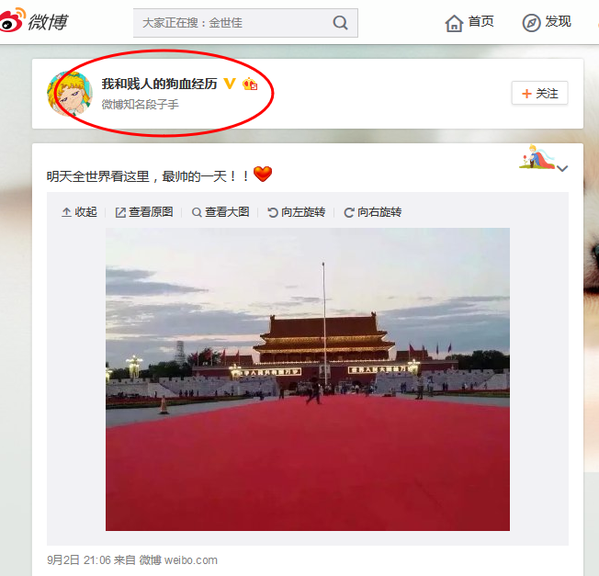 微博
大家正在搜：金世佳
首页
发现
我和贱人的狗血经历
微博知名段子手
+ 关注
明天全世界看这里，最帅的一天！！
收起 查看原图 查看大图 向左旋转 向右旋转
9月2日 21:06 来自 微博 weibo.com